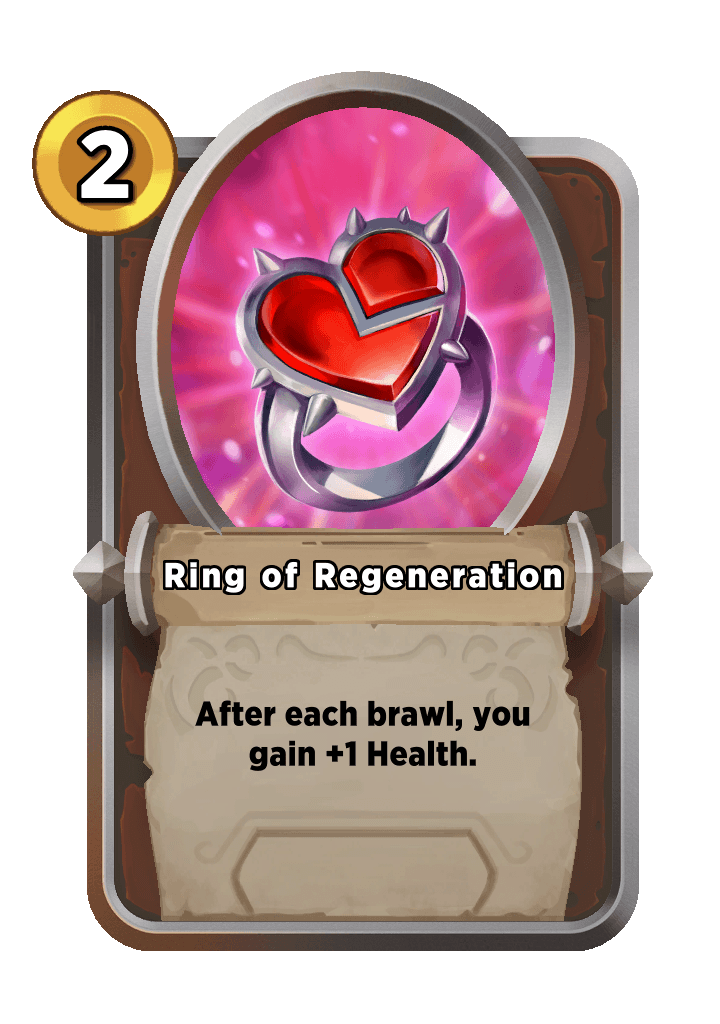 2
Ring of Regeneration
After each brawl, you
gain +1 Health.